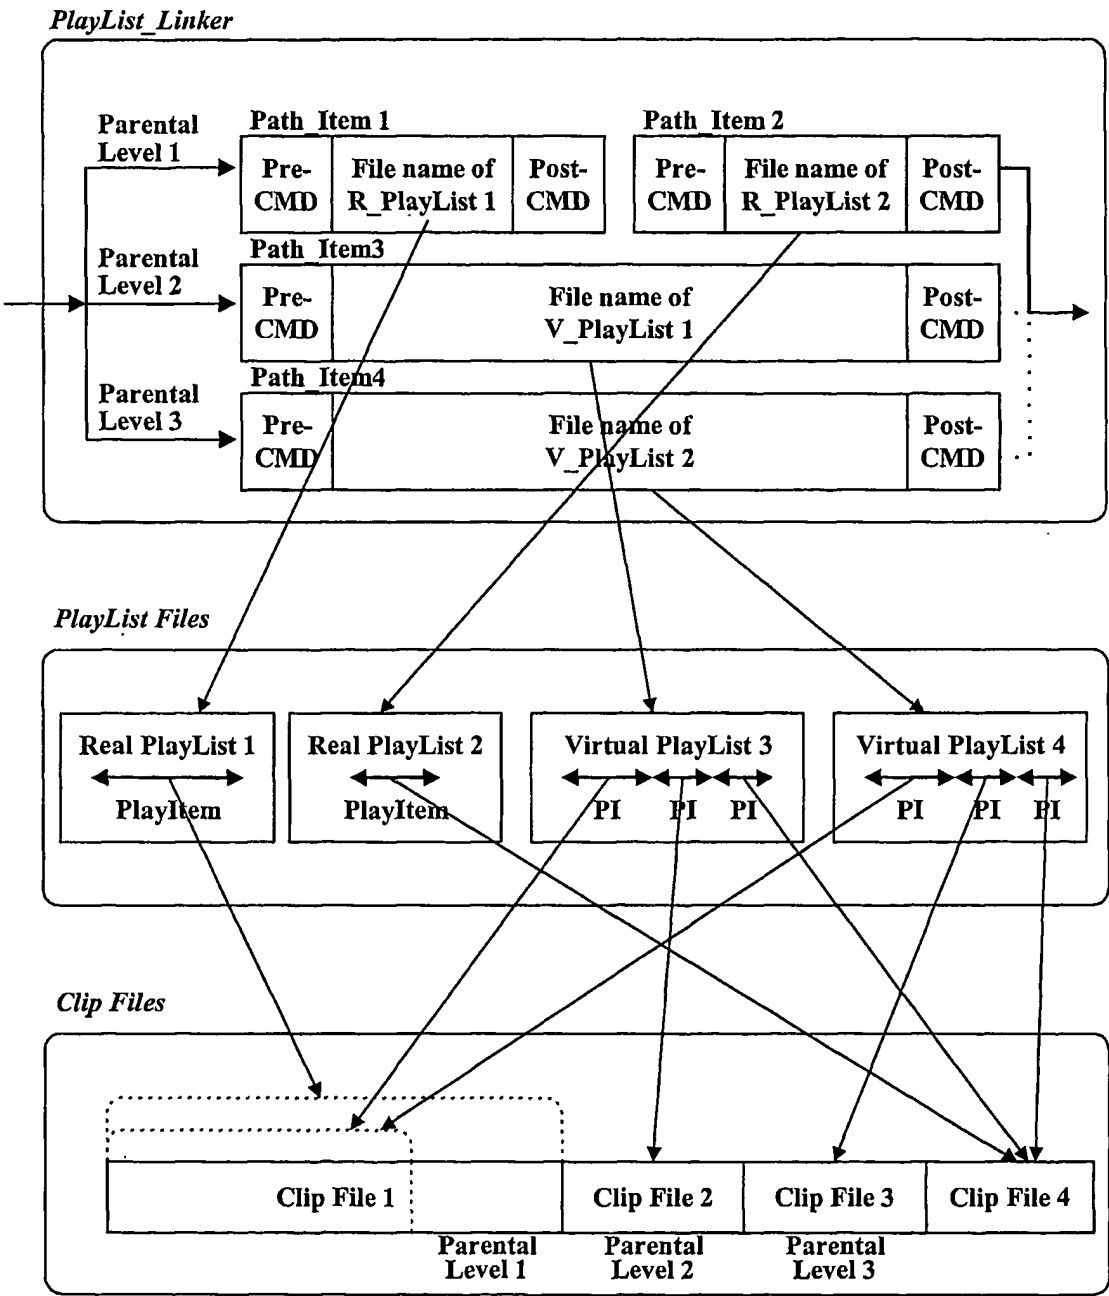 PlayList_Linker
Parental
Level 1
Path_Item 1
Pre-
CMD
File name of
R_PlayList 1
Post-
CMD
Path_Item 2
Pre-
CMD
File name of
R_PlayList 2
Post-
CMD
Parental
Level 2
Path_Item3
Pre-
CMD
File name of
V_PlayList 1
Post-
CMD
Parental
Level 3
Path_Item4
Pre-
CMD
File name of
V_PlayList 2
Post-
CMD
PlayList Files
Real PlayList 1
PlayItem
Real PlayList 2
PlayItem
Virtual PlayList 3
PI PI PI
Virtual PlayList 4
PI PI PI
Clip Files
Clip File 1
Clip File 2
Clip File 3
Clip File 4
Parental
Level 1
Parental
Level 2
Parental
Level 3